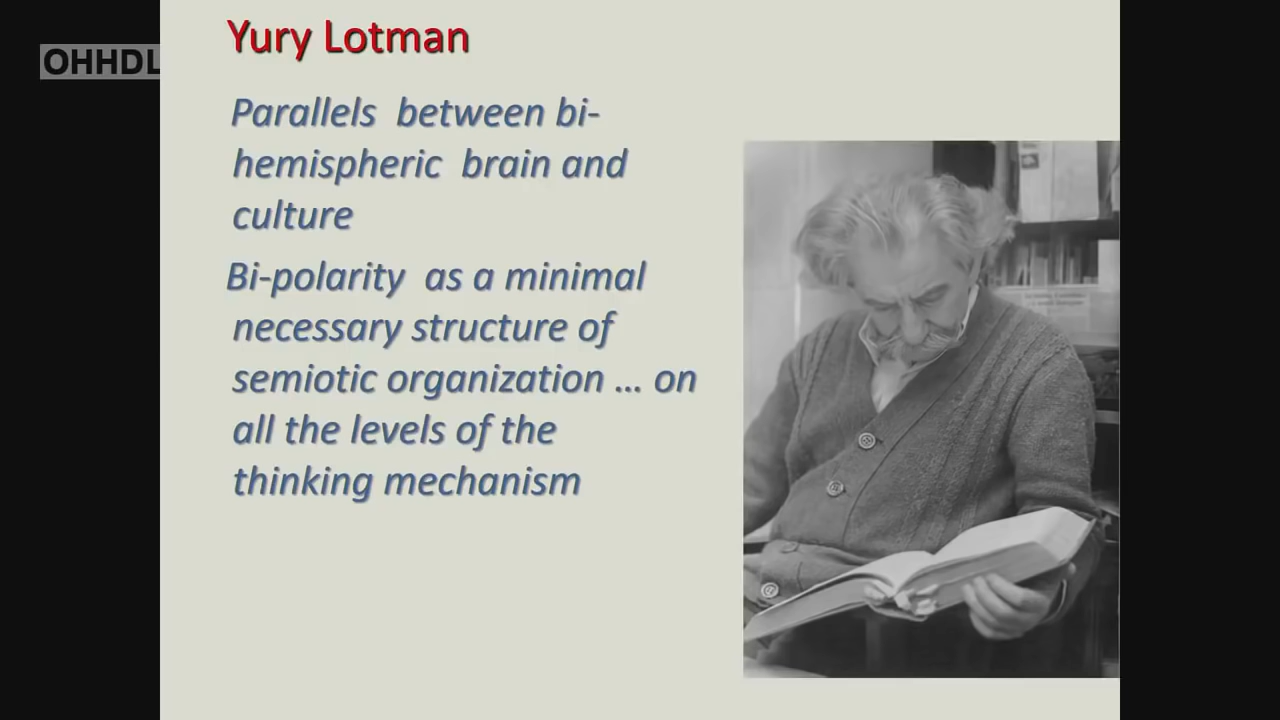 Yury Lotman
OHHDL
Parallels between bi-
hemispheric brain and
culture
Bi-polarity as a minimal
necessary structure of
semiotic organization ... on
all the levels of the
thinking mechanism